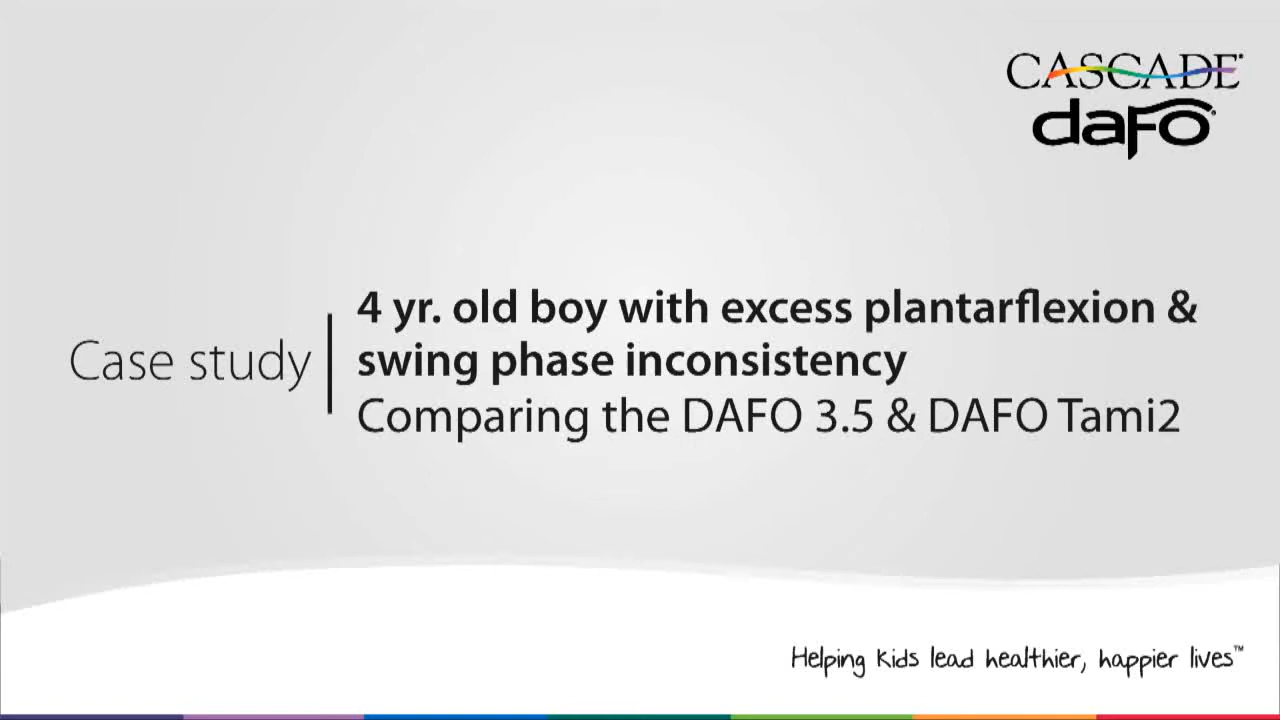 CASCADE
dafo
Case study
4 yr. old boy with excess plantarflexion &
swing phase inconsistency
Comparing the DAFO 3.5 & DAFO Tami2
Helping kids lead healthier, happier lives™